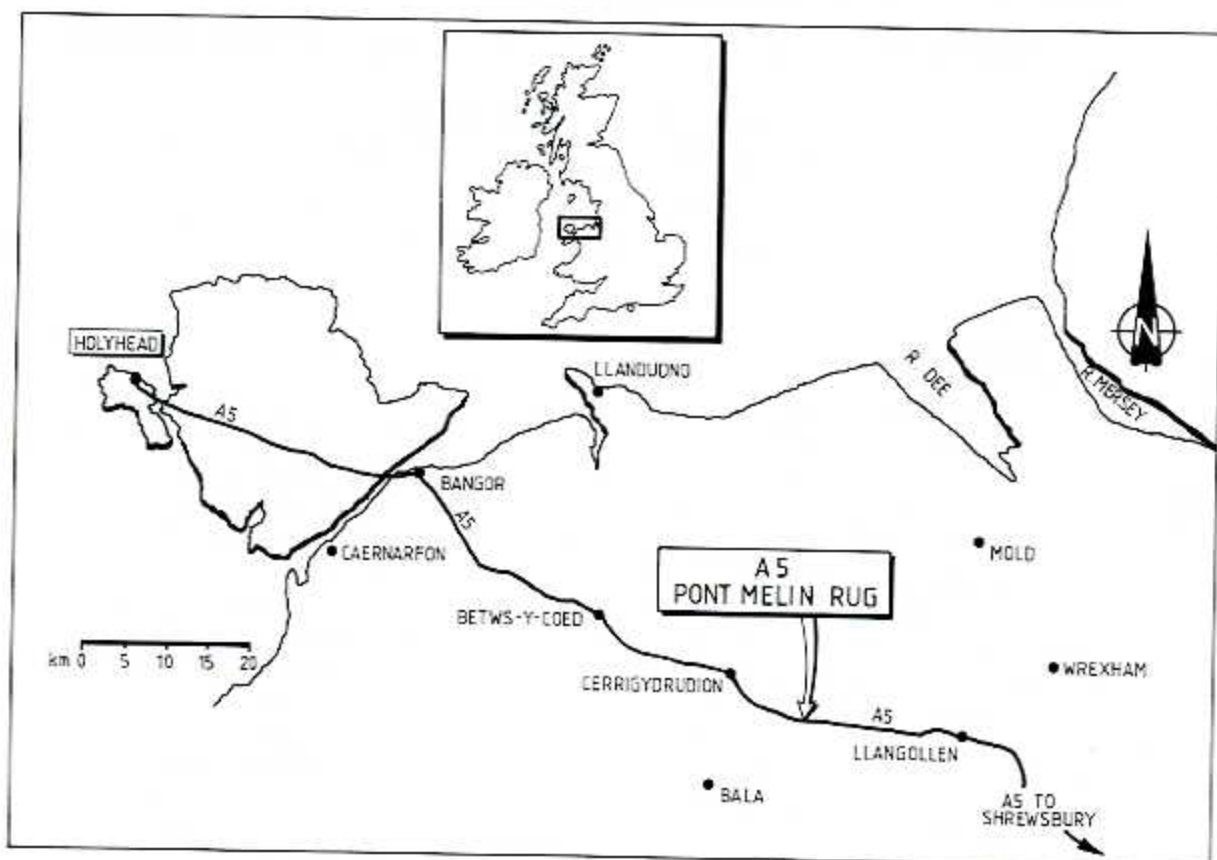 HOLYHEAD
A5
LLANDUDNO
R. DEE
R. MERSEY
N
BANGOR
A5
CAERNARFON
MOLD
A5
PONT MELIN RUG
BETWS-Y-COED
km 0 5 10 15 20
CERRIGYDRUDION
WREXHAM
A5
LLANGOLLEN
BALA
A5 TO
SHREWSBURY